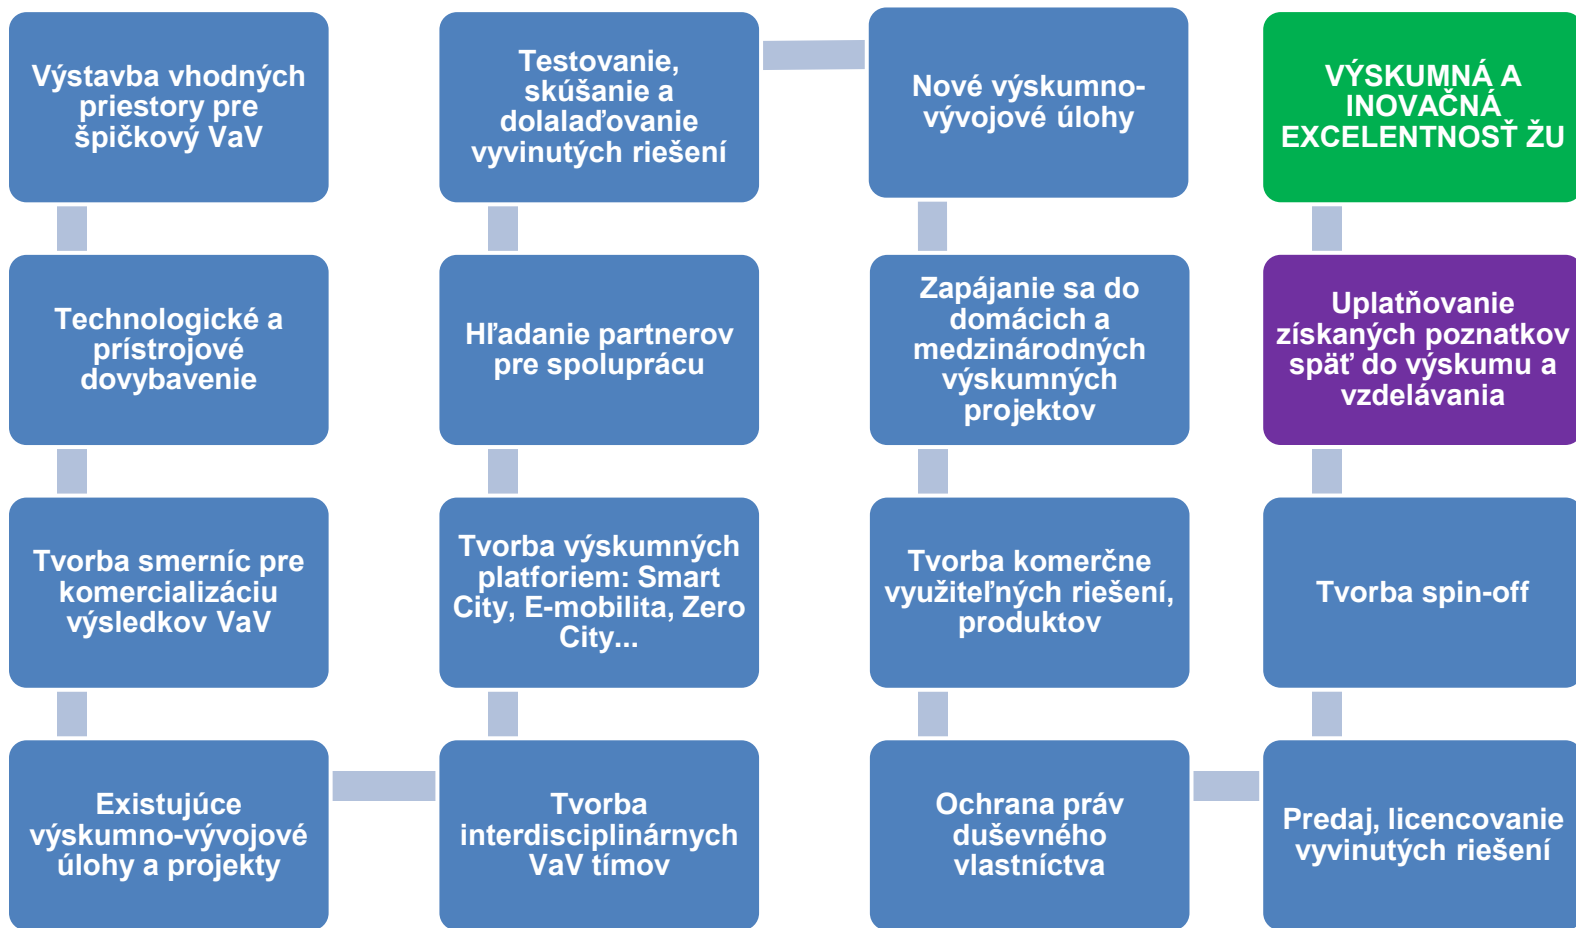 Výstavba vhodných
priestory pre
špičkový VaV
Technologické a
prístrojové
dovybavenie
Tvorba smerníc pre
komercializáciu
výsledkov VaV
Existujúce
výskumno-vývojové
úlohy a projekty
Tvorba
interdisciplinárnych
VaV tímov
Tvorba výskumných
platforiem: Smart
City, E-mobilita, Zero
City...
Hľadanie partnerov
pre spoluprácu
Testovanie,
skúšanie a
dolalaďovanie
vyvinutých riešení
Nové výskumno-
vývojové úlohy
Zapájanie sa do
domácich a
medzinárodných
výskumných
projektov
Tvorba komerčne
využiteľných riešení,
produktov
Ochrana práv
duševného
vlastníctva
Predaj, licencovanie
vyvinutých riešení
Tvorba spin-off
Uplatňovanie
získaných poznatkov
späť do výskumu a
vzdelávania
VÝSKUMNÁ A
INOVAČNÁ
EXCELENTNOSŤ ŽU